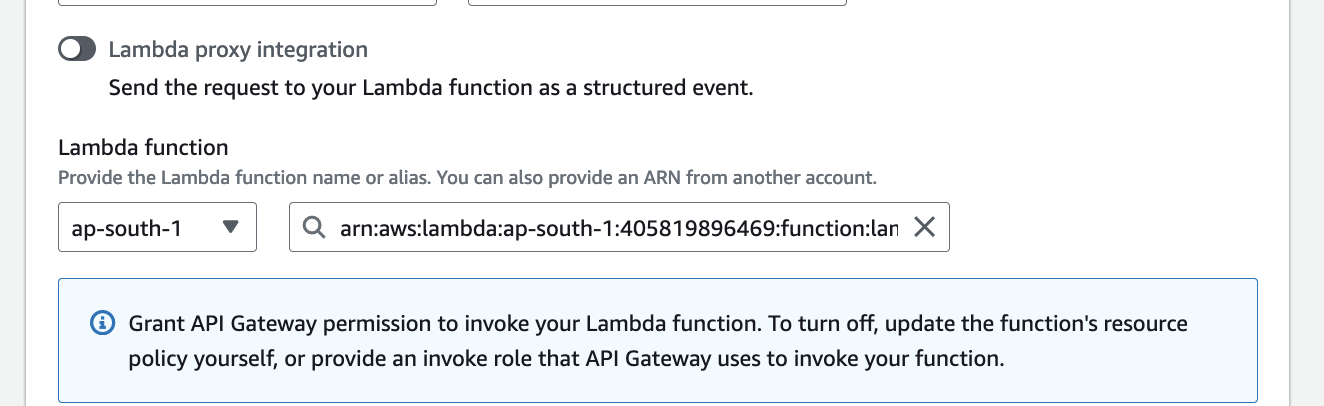 Lambda proxy integration
Send the request to your Lambda function as a structured event.
Lambda function
Provide the Lambda function name or alias. You can also provide an ARN from another account.
ap-south-1
arn:aws:lambda:ap-south-1:405819896469:function:lan
Grant API Gateway permission to invoke your Lambda function. To turn off, update the function's resource
policy yourself, or provide an invoke role that API Gateway uses to invoke your function.